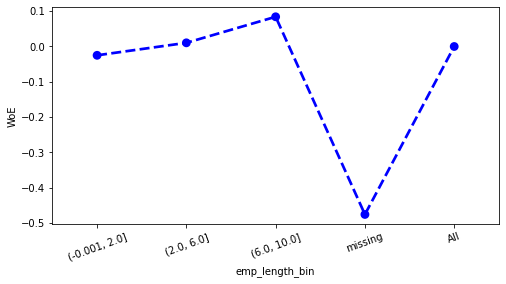 0.1
0.0
−0.1
−0.2
−0.3
−0.4
−0.5
WoE
(-0.001, 2.0]
(2.0, 6.0]
(6.0, 10.0]
missing
All
emp_length_bin